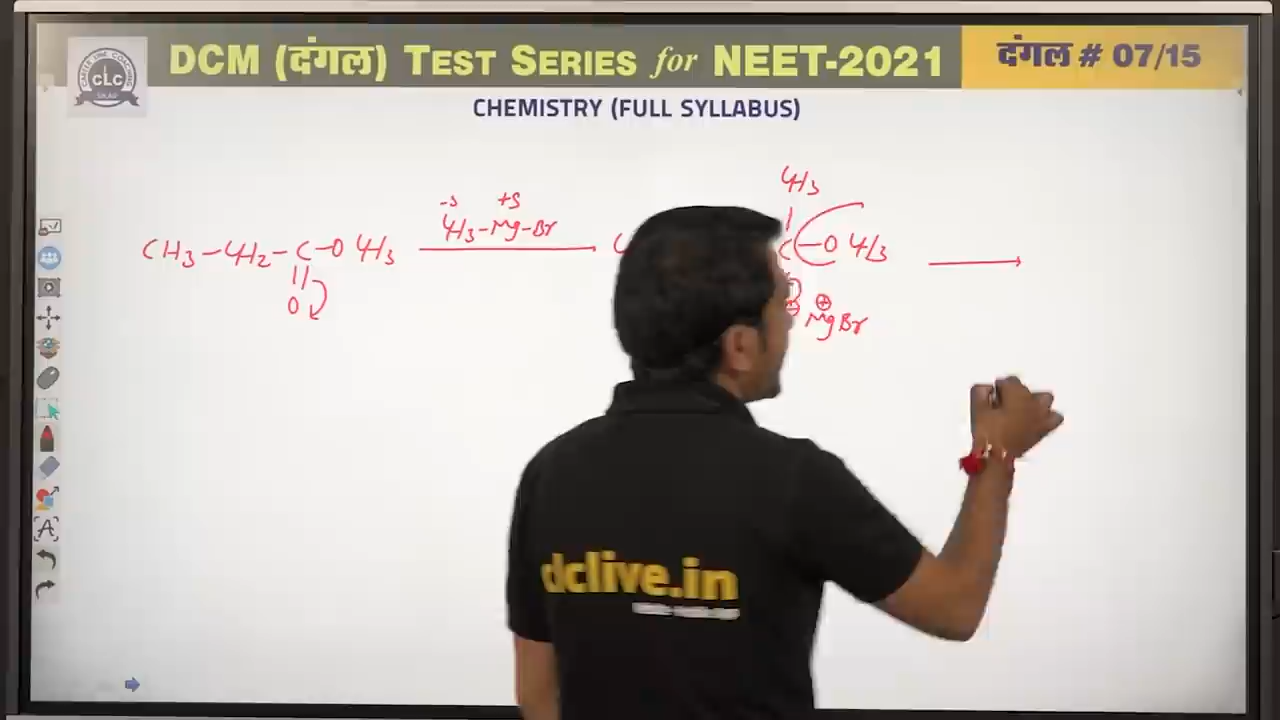 DCM (दंगल) TEST SERIES for NEET-2021
दंगल # 07/15
CLC
CHEMISTRY (FULL SYLLABUS)
CH3
-δ +δ
CH3-Mg-Br
CH3-CH2-C-O CH3
C-O CH3
O
⊕
MgBr
A
clclive.in